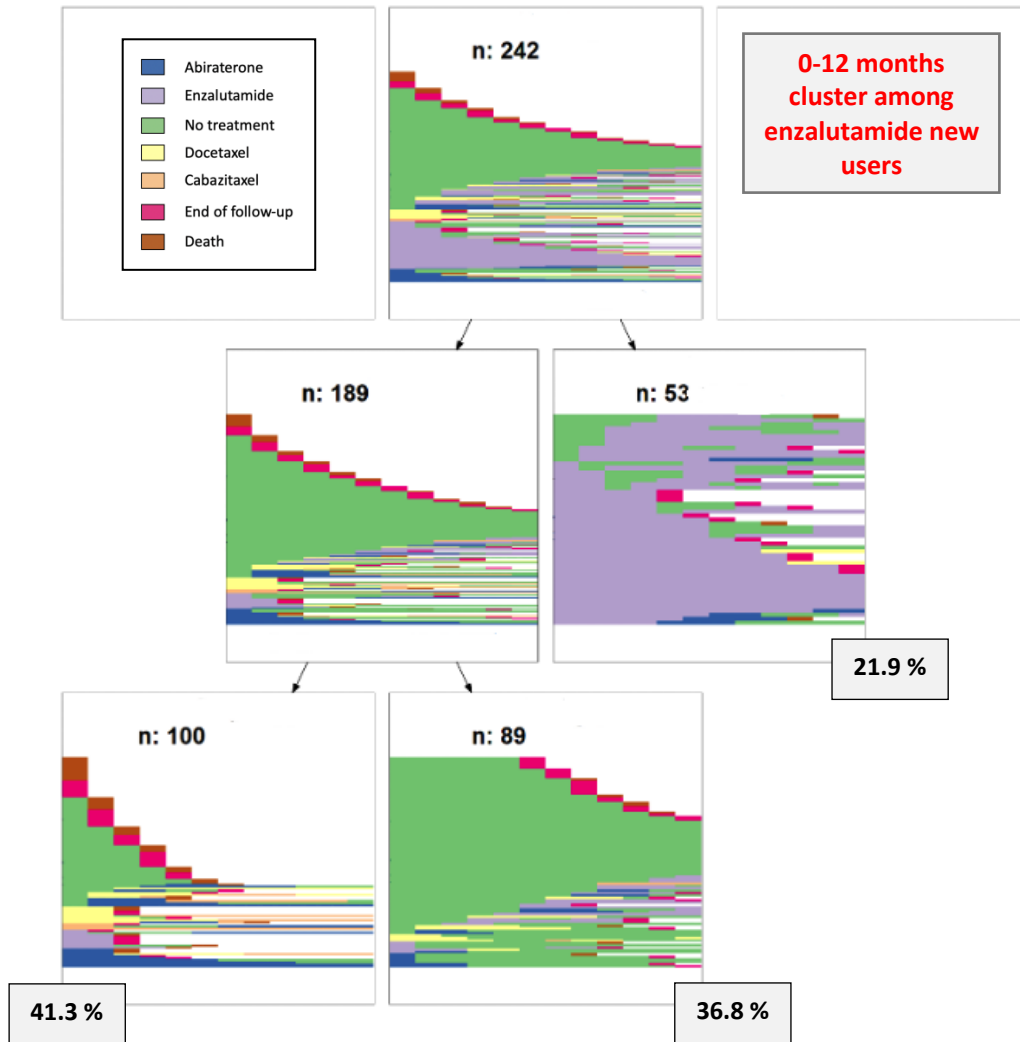 Abiraterone
Enzalutamide
No treatment
Docetaxel
Cabazitaxel
End of follow-up
Death
n: 242
0-12 months
cluster among
enzalutamide new
users
n: 189
n: 53
21.9 %
n: 100
n: 89
41.3 %
36.8 %